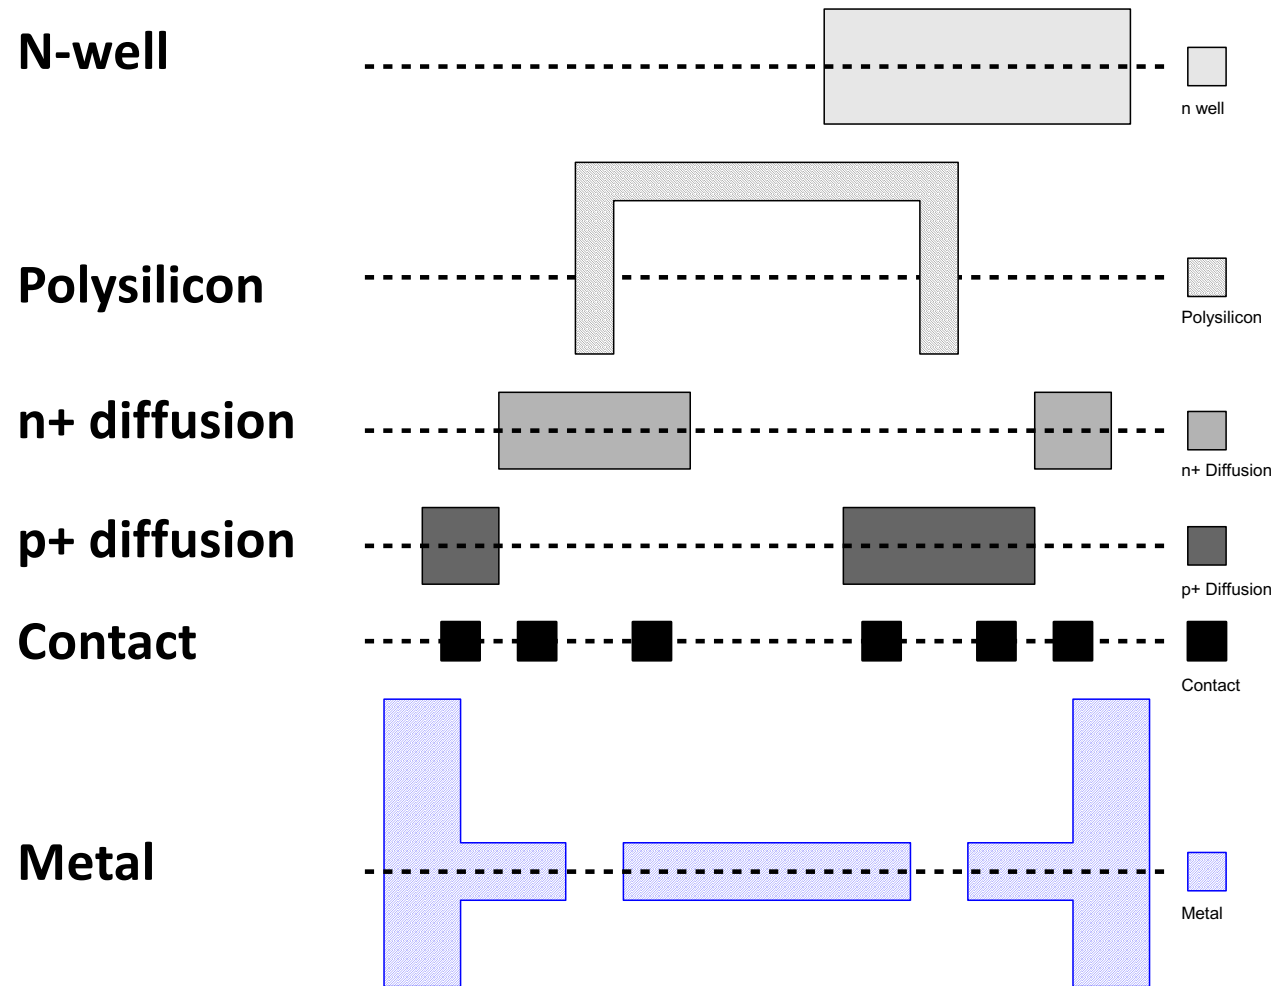 N-well
n well
Polysilicon
Polysilicon
n+ diffusion
n+ Diffusion
p+ diffusion
p+ Diffusion
Contact
Contact
Metal
Metal